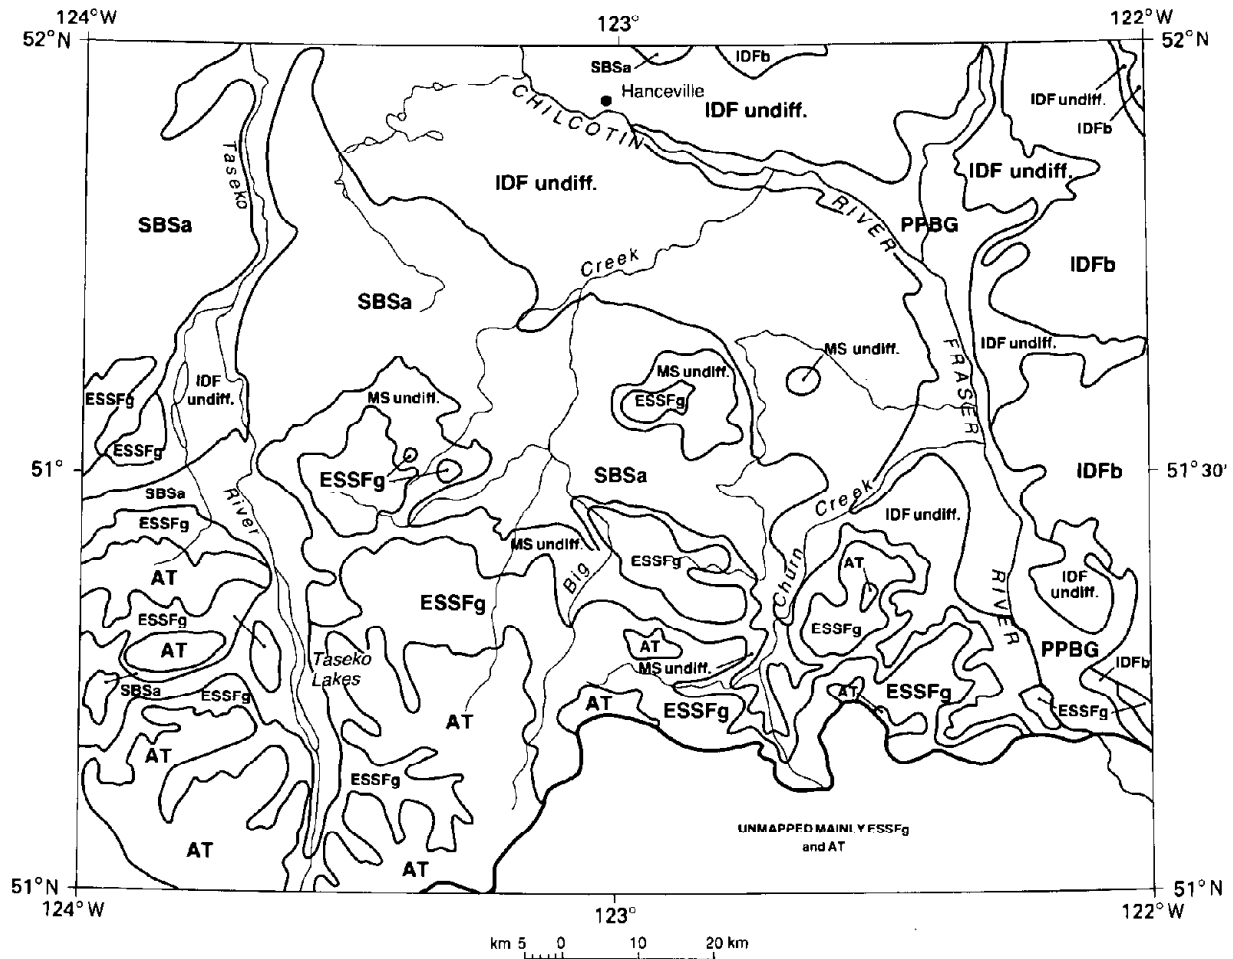 124°W 123° 122°W
52°N 52°N
SBSa IDFb
Hanceville
IDF undiff.
IDF undiff.
IDFb
CHILCOTIN
IDF undiff.
Taseko
IDF undiff.
SBSa
RIVER
PPBG
Creek
IDFb
SBSa
FRASER
IDF undiff.
MS undiff.
MS undiff.
IDF
undiff.
ESSFg
MS undiff.
ESSFg
ESSFg
51° SBSa IDFb 51°30'
ESSFg
SBSa
River
Creek
IDF undiff.
ESSFg
MS undiff.
ESSFg
AT
AT
Big
Churn
RIVER
IDF
undiff.
ESSFg
ESSFg
ESSFg
AT
AT
Taseko
Lakes
MS undiff.
PPBG
IDFb
SBSa
ESSFg
AT
ESSFg
AT
ESSFg
ESSFg
AT
AT
ESSFg
UNMAPPED MAINLY ESSFg
and AT
AT
AT
51°N 51°N
124°W 123° 122°W
km 5 0 10 20 km